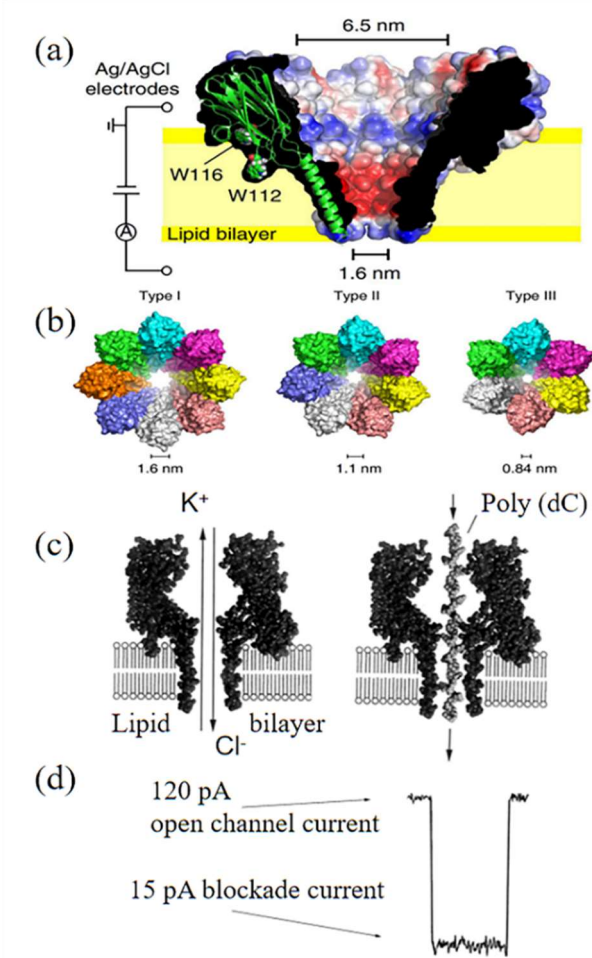 (a)
6.5 nm
Ag/AgCl
electrodes
W116
W112
A
Lipid bilayer
1.6 nm
(b)
Type I
Type II
Type III
1.6 nm
1.1 nm
0.84 nm
(c)
K+
Poly (dC)
Lipid bilayer
Cl-
(d)
120 pA
open channel current
15 pA blockade current